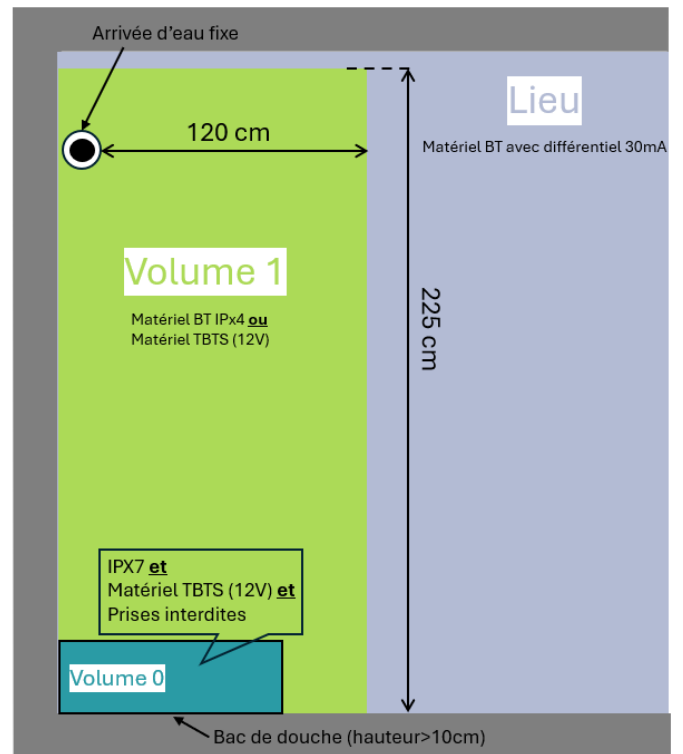 Arrivée d'eau fixe
120 cm
Lieu
Matériel BT avec différentiel 30mA
Volume 1
Matériel BT IPx4 ou
Matériel TBTS (12V)
225 cm
IPX7 et
Matériel TBTS (12V) et
Prises interdites
Volume 0
Bac de douche (hauteur>10cm)